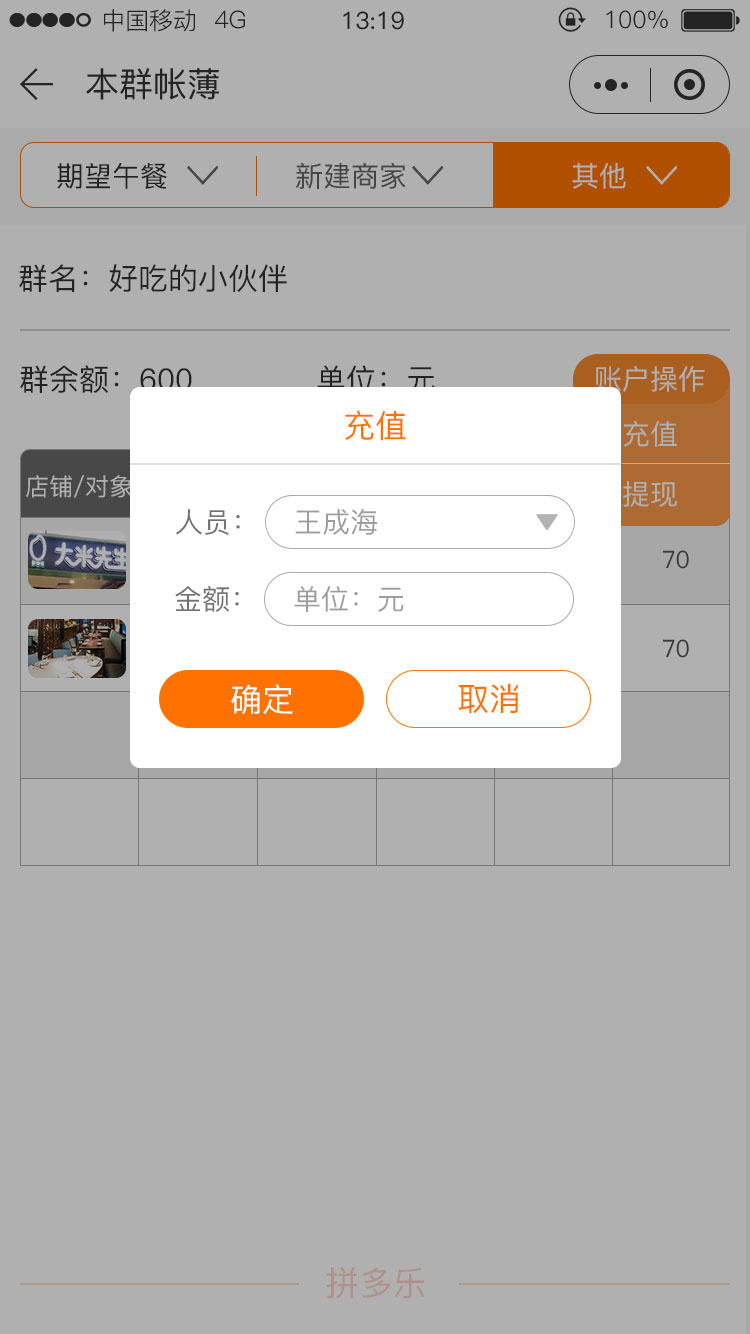 中国移动 4G 13:19 100%
本群帐薄
期望午餐 新建商家 其他
群名：好吃的小伙伴
群余额：600 单位：元 账户操作
充值
充值
提现
店铺/对象
人员：王成海
大米先生 70
金额：单位：元
70
确定 取消
拼多乐